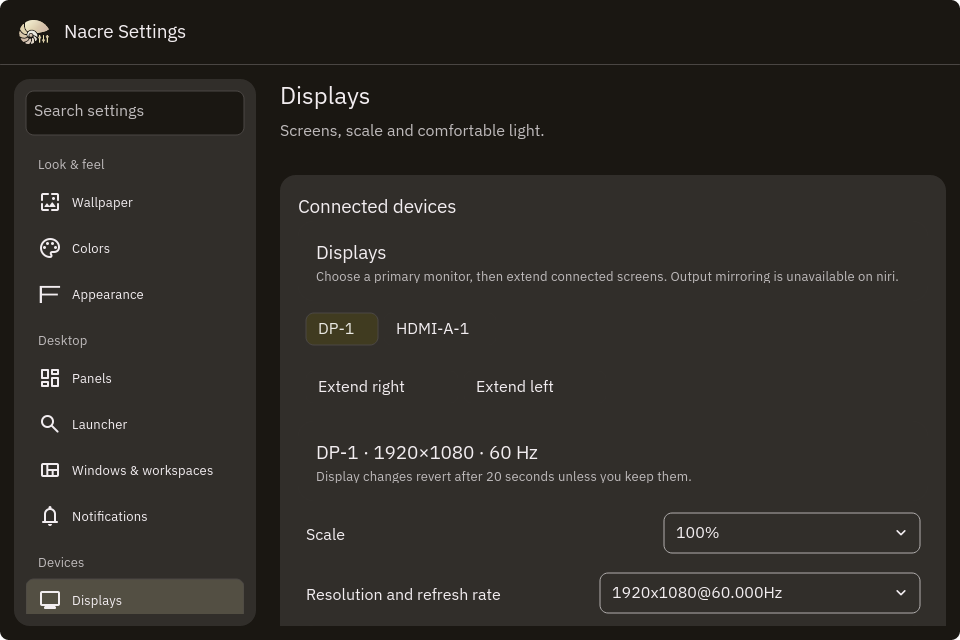 Nacre Settings
Search settings
Look & feel
Wallpaper
Colors
Appearance
Desktop
Panels
Launcher
Windows & workspaces
Notifications
Devices
Displays
Displays
Screens, scale and comfortable light.
Connected devices
Displays
Choose a primary monitor, then extend connected screens. Output mirroring is unavailable on niri.
DP-1 HDMI-A-1
Extend right Extend left
DP-1 · 1920×1080 · 60 Hz
Display changes revert after 20 seconds unless you keep them.
Scale 100%
Resolution and refresh rate 1920x1080@60.000Hz